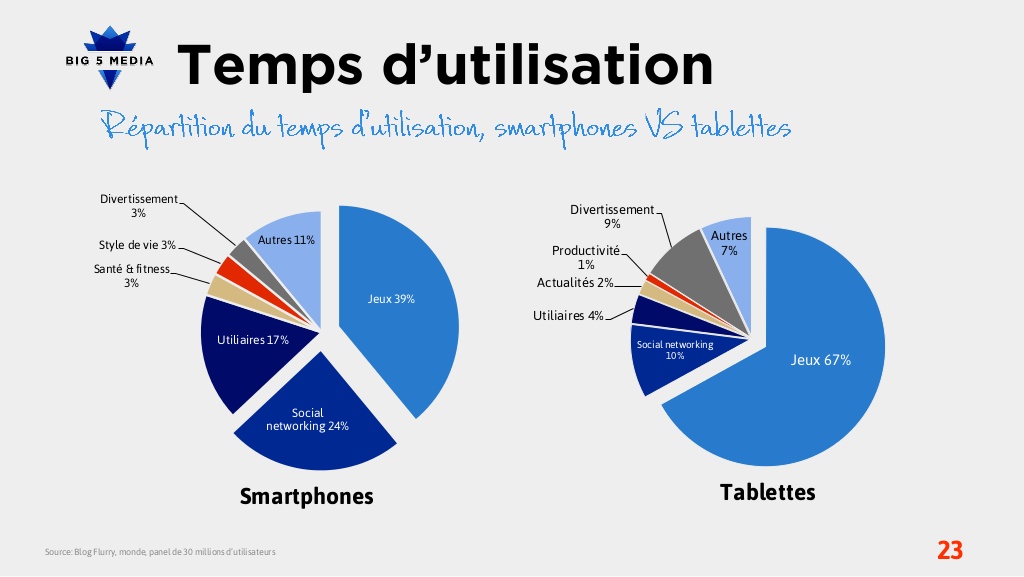 BIG 5 MEDIA
Temps d’utilisation
Répartition du temps d’utilisation, smartphones VS tablettes
Divertissement
3%
Style de vie 3%
Santé & fitness
3%
Autres 11%
Jeux 39%
Utiliaires 17%
Social
networking 24%
Smartphones
Divertissement
9%
Productivité
1%
Actualités 2%
Utiliaires 4%
Autres
7%
Social networking
10%
Jeux 67%
Tablettes
Source: Blog Flurry, monde, panel de 30 millions d’utilisateurs
23